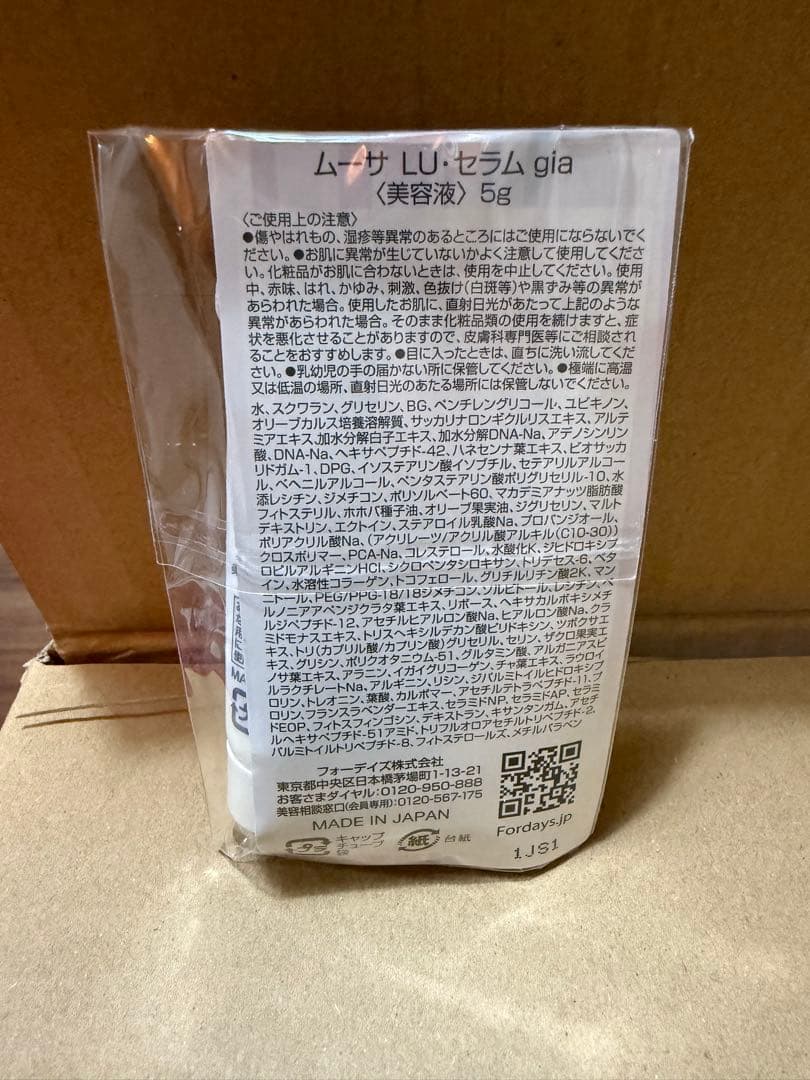 ムーサ LU・セラム gia
〈美容液〉 5g
〈ご使用上の注意〉
●傷やはれもの、湿疹等異常のあるところにはご使用にならないでく
ださい。●お肌に異常が生じていないかよく注意して使用してくださ
い。化粧品がお肌に合わないときは、使用を中止してください。使用
中、赤味、はれ、かゆみ、刺激、色抜け(白斑等)や黒ずみ等の異常が
あらわれた場合。使用したお肌に、直射日光があたって上記のような
異常があらわれた場合。そのまま化粧品類の使用を続けますと、症
状を悪化させることがありますので、皮膚科専門医等にご相談され
ることをおすすめします。●目に入ったときは、直ちに洗い流してくだ
さい。●乳幼児の手の届かない所に保管してください。●極端に高温
又は低温の場所、直射日光のあたる場所には保管しないでください。
水、スクワラン、グリセリン、BG、ペンチレングリコール、ユビキノン、
オリーブカルス培養溶解質、サッカリナロンギクルリスエキス、アルテ
ミアエキス、加水分解白子エキス、加水分解DNA-Na、アデノシンリン
酸、DNA-Na、ヘキサペプチド-42、ハネセンナ葉エキス、ビオサッカ
リドガム-1、DPG、イソステアリン酸イソブチル、セテアリルアルコー
ル、ベヘニルアルコール、ペンタステアリン酸ポリグリセリル-10、水
添レシチン、ジメチコン、ポリソルベート60、マカデミアナッツ脂肪酸
フィトステリル、ホホバ種子油、オリーブ果実油、ジグリセリン、マルト
デキストリン、エクトイン、ステアロイル乳酸Na、プロパンジオール、
ポリアクリル酸Na、(アクリレーツ/アクリル酸アルキル(C10-30))
クロスポリマー、PCA-Na、コレステロール、水酸化K、ジヒドロキシプ
ロピルアルギニンHCl、シクロペンタシロキサン、トリデセス-6、ベタ
イン、水溶性コラーゲン、トコフェロール、グリチルリチン酸2K、マン
ニトール、PEG/PPG-18/18ジメチコン、ソルビトール、レシチン、ペ
ルノニアアペンジクラタ葉エキス、リボース、ヘキサカルボキシメチ
ルジペプチド-12、アセチルヒアルロン酸Na、ヒアルロン酸Na、クラ
ミドモナスエキス、トリスヘキシルデカン酸ピリドキシン、ツボクサエ
キス、トリ(カプリル酸/カプリン酸)グリセリル、セリン、ザクロ果実エ
キス、グリシン、ポリクオタニウム-51、グルタミン酸、アルガニアスピ
ノサ葉エキス、アラニン、イガイグリコーゲン、チャ葉エキス、ラウロイ
ルラクチレートNa、アルギニン、リシン、ジパルミトイルヒドロキシプ
ロリン、トレオニン、葉酸、カルボマー、アセチルテトラペプチド-11、プ
ロリン、フランスラベンダーエキス、セラミドNP、セラミドAP、セラミ
ドEOP、フィトスフィンゴシン、デキストラン、キサンタンガム、アセチ
ルヘキサペプチド-51アミド、トリフルオロアセチルトリペプチド-2、
パルミトイルトリペプチド-8、フィトステロールズ、メチルパラベン
フォーデイズ株式会社
東京都中央区日本橋茅場町1-13-21
お客さまダイヤル:0120-950-888
美容相談窓口(会員専用):0120-567-175
MADE IN JAPAN
プラ
キャップ
チューブ
袋
紙
台紙
Fordays.jp
1JS1